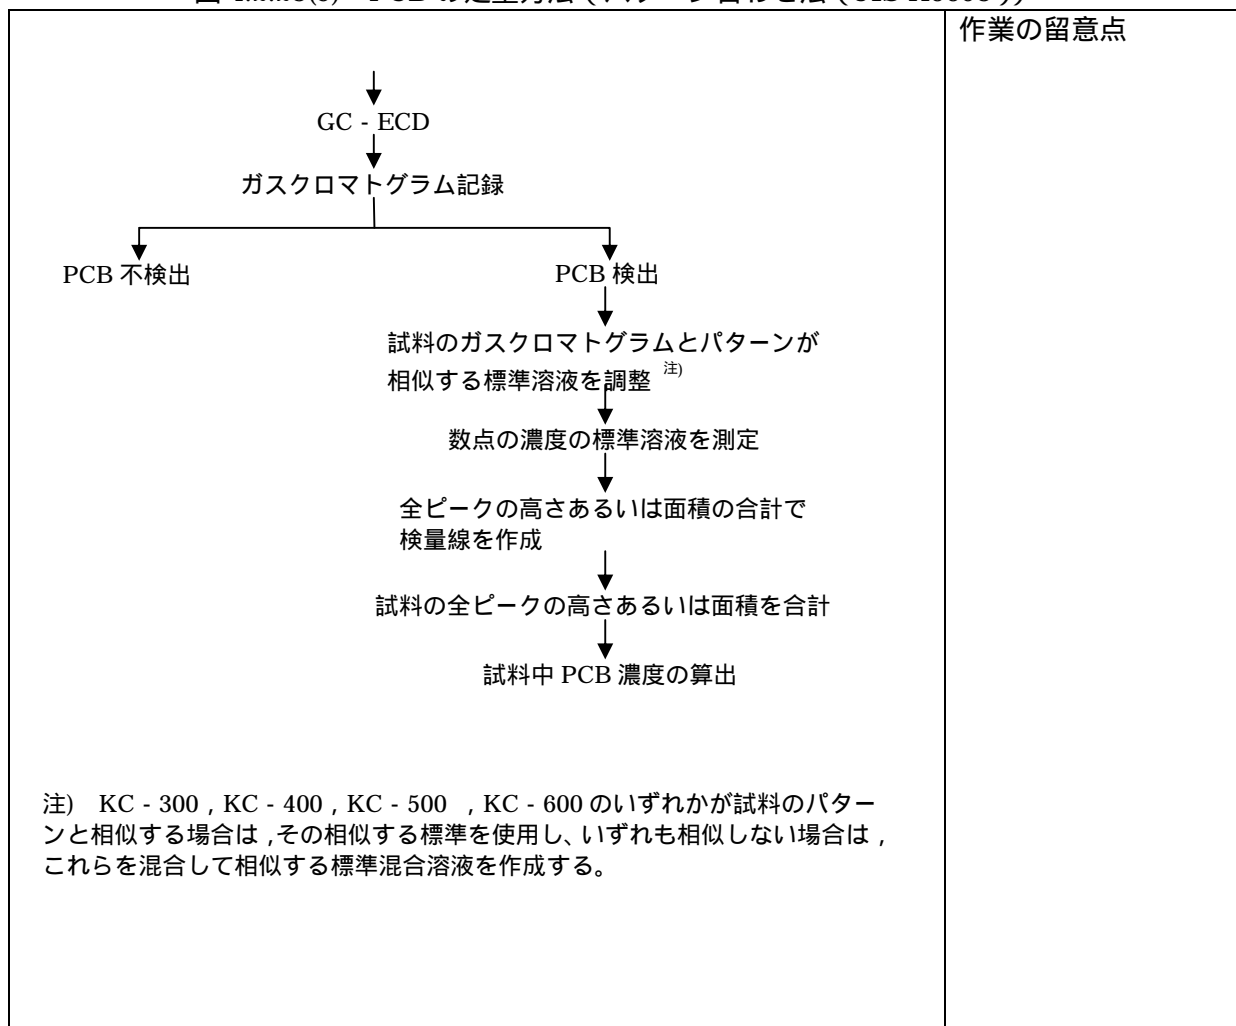 作業の留意点
GC - ECD
ガスクロマトグラム記録
PCB 不検出
PCB 検出
試料のガスクロマトグラムとパターンが
相似する標準溶液を調整 注)
数点の濃度の標準溶液を測定
全ピークの高さあるいは面積の合計で
検量線を作成
試料の全ピークの高さあるいは面積を合計
試料中 PCB 濃度の算出
注) KC - 300 , KC - 400 , KC - 500 , KC - 600 のいずれかが試料のパター
ンと相似する場合は ,その相似する標準を使用し、いずれも相似しない場合は ,
これらを混合して相似する標準混合溶液を作成する。